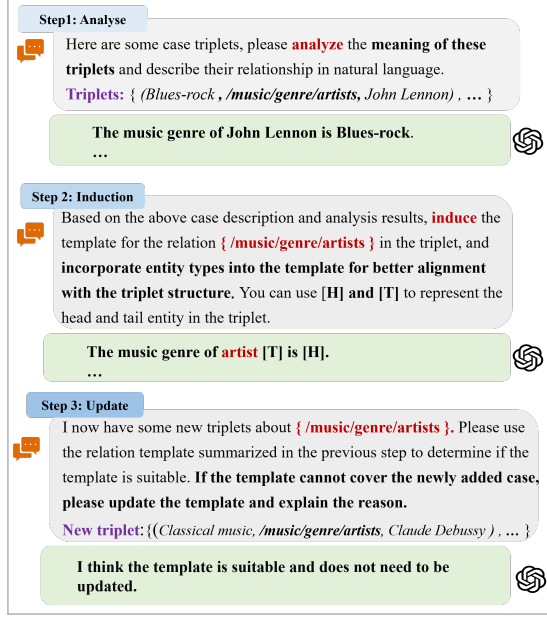 Step1: Analyse
Here are some case triplets, please analyze the meaning of these
triplets and describe their relationship in natural language.
Triplets: { (Blues-rock , /music/genre/artists, John Lennon) , ... }
The music genre of John Lennon is Blues-rock.
...
Step 2: Induction
Based on the above case description and analysis results, induce the
template for the relation { /music/genre/artists } in the triplet, and
incorporate entity types into the template for better alignment
with the triplet structure. You can use [H] and [T] to represent the
head and tail entity in the triplet.
The music genre of artist [T] is [H].
...
Step 3: Update
I now have some new triplets about { /music/genre/artists }. Please use
the relation template summarized in the previous step to determine if the
template is suitable. If the template cannot cover the newly added case,
please update the template and explain the reason.
New triplet:{(Classical music, /music/genre/artists, Claude Debussy ) , ... }
I think the template is suitable and does not need to be
updated.